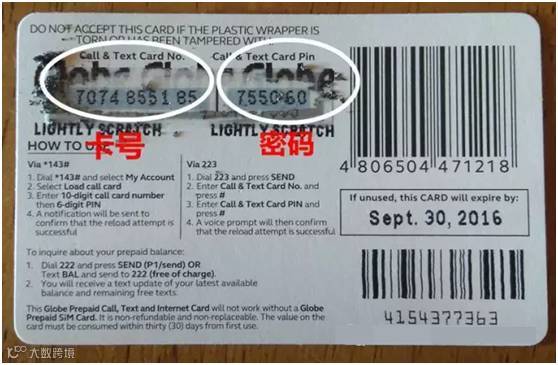 DO NOT ACCEPT THIS CARD IF THE PLASTIC WRAPPER IS
TORN OR HAS BEEN TAMPERED WITH.
Call & Text Card No.
Call & Text Card Pin
Globe Globe Globe
7074 8551 85
755060
LIGHTLY SCRATCH
LIGHTLY SCRATCH
卡号
密码
HOW TO USE
Via *143#
1. Dial *143# and select My Account
2. Select Load call card
3. Enter 10-digit call card number
then 6-digit PIN
4. A notification will be sent to
confirm that the reload attempt is
successful
Via 223
1. Dial 223 and press SEND
2. Enter Call & Text Card No. and
press #
3. Enter Call & Text Card PIN and
press #
4. A voice prompt will then confirm
that the reload attempt is successful
To inquire about your prepaid balance:
1. Dial 222 and press SEND (P1/send) OR
Text BAL and send to 222 (free of charge).
2. You will receive a text update of your latest available
balance and remaining free texts.
This Globe Prepaid Call, Text and Internet Card will not work without a Globe
Prepaid SIM Card. It is non-refundable and non-replaceable. The value on the
card must be consumed within thirty (30) days from first use.
4 806504 471218
If unused, this CARD will expire by:
Sept. 30, 2016
4154377363
大数跨境